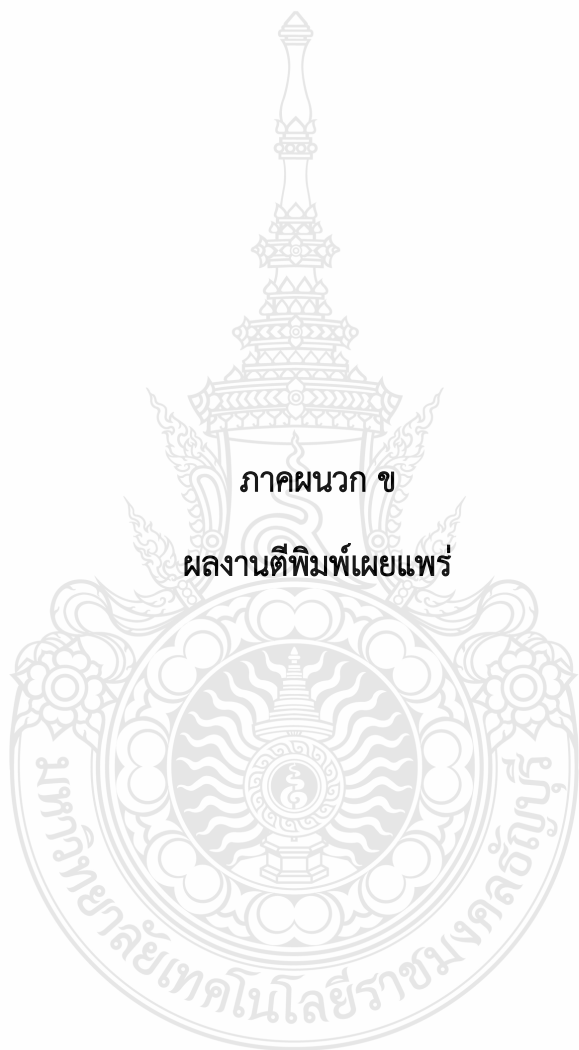 ภาคผนวก ข
ผลงานตีพิมพ์เผยแพร่
มหาวิทยาลัยเทคโนโลยีราชมงคลธัญบุรี